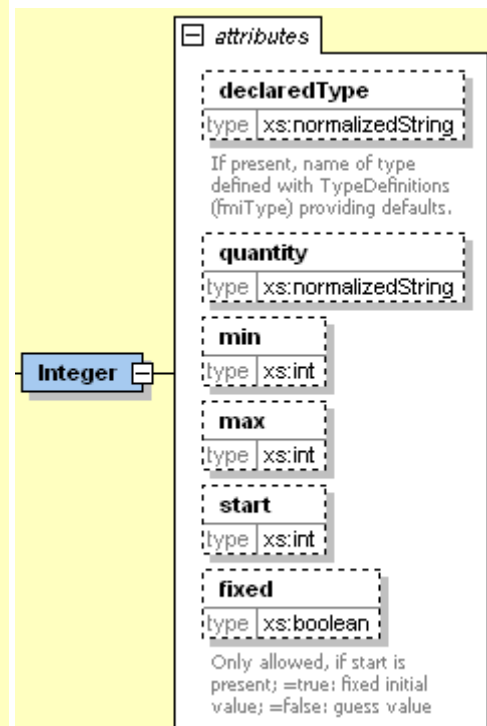 attributes
declaredType
type xs:normalizedString
If present, name of type
defined with TypeDefinitions
(fmiType) providing defaults.
quantity
type xs:normalizedString
min
type xs:int
Integer
max
type xs:int
start
type xs:int
fixed
type xs:boolean
Only allowed, if start is
present; =true: fixed initial
value; =false: guess value